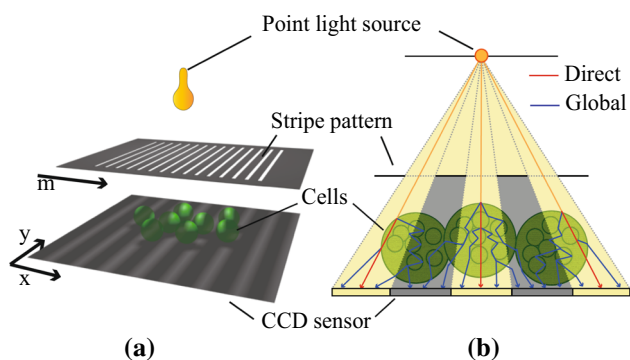 Point light source
Direct
Global
Stripe pattern
m
Cells
y
x
CCD sensor
(a)
(b)